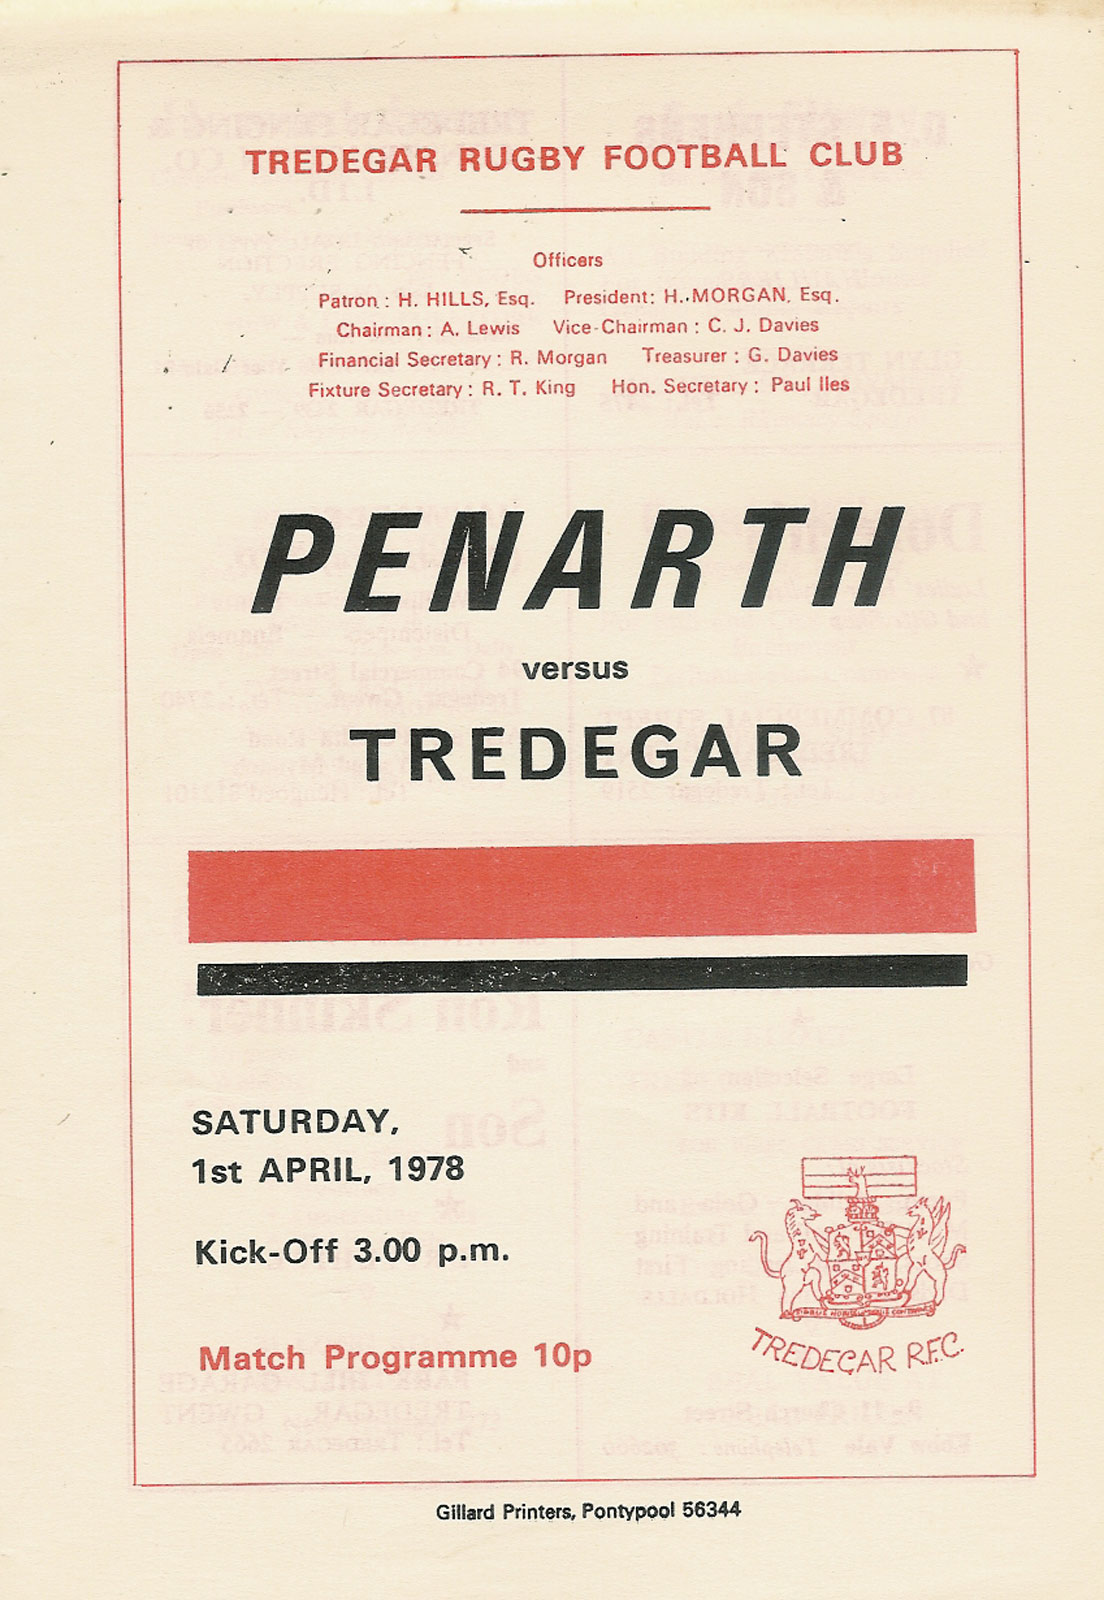 TREDEGAR RUGBY FOOTBALL CLUB
Officers
Patron : H. HILLS, Esq. President: H. MORGAN, Esq.
Chairman : A. Lewis Vice-Chairman : C. J. Davies
Financial Secretary : R. Morgan Treasurer : G. Davies
Fixture Secretary : R. T. King Hon. Secretary : Paul Iles
PENARTH
versus
TREDEGAR
SATURDAY,
1st APRIL, 1978
Kick-Off 3.00 p.m.
Match Programme 10p
TREDEGAR R.F.C.
Gillard Printers, Pontypool 56344